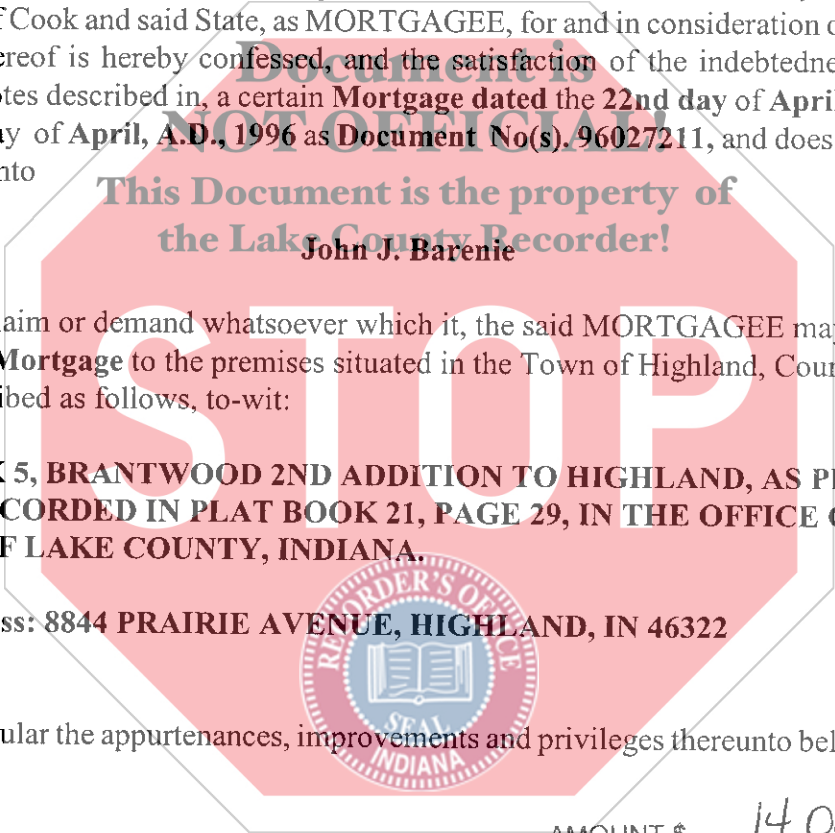 f Cook and said State, as MORTGAGEE, for and in consideration o
ereof is hereby confessed, and the satisfaction of the indebtedne
Document is
tes described in, a certain Mortgage dated the 22nd day of April
NOT OFFICIAL!
y of April, A.D., 1996 as Document No(s). 96027211, and does
nto
This Document is the property of
the Lake County Recorder!
John J. Barenie
aim or demand whatsoever which it, the said MORTGAGEE may
Mortgage to the premises situated in the Town of Highland, Coun
STOP
ibed as follows, to-wit:
K 5, BRANTWOOD 2ND ADDITION TO HIGHLAND, AS P
CORDED IN PLAT BOOK 21, PAGE 29, IN THE OFFICE
F LAKE COUNTY, INDIANA.
ss: 8844 PRAIRIE AVENUE, HIGHLAND, IN 46322
RECORDER'S OFFICE
SEAL
INDIANA
ular the appurtenances, improvements and privileges thereunto bel
AMOUNT $ 14